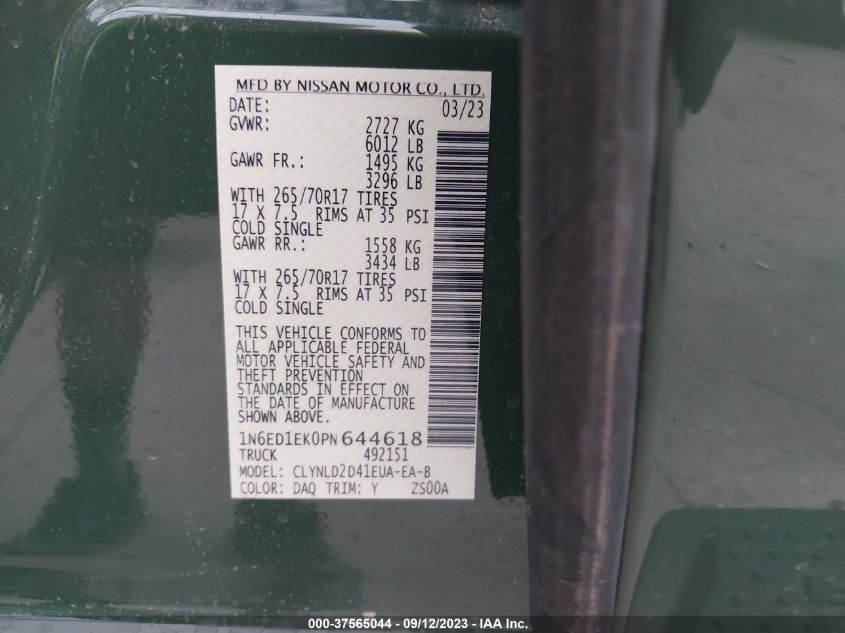 MFD BY NISSAN MOTOR CO., LTD.
DATE: 03/23
GVWR: 2727 KG
6012 LB
GAWR FR.: 1495 KG
3296 LB
WITH 265/70R17 TIRES
17 X 7.5 RIMS AT 35 PSI
COLD SINGLE
GAWR RR.: 1558 KG
3434 LB
WITH 265/70R17 TIRES
17 X 7.5 RIMS AT 35 PSI
COLD SINGLE
THIS VEHICLE CONFORMS TO
ALL APPLICABLE FEDERAL
MOTOR VEHICLE SAFETY AND
THEFT PREVENTION
STANDARDS IN EFFECT ON
THE DATE OF MANUFACTURE
SHOWN ABOVE.
1N6ED1EK0PN644618
TRUCK 492151
MODEL: CLYNLD2D41EUA-EA-B
COLOR: DAQ TRIM: Y ZS00A
000-37565044 - 09/12/2023 - © IAA Inc.